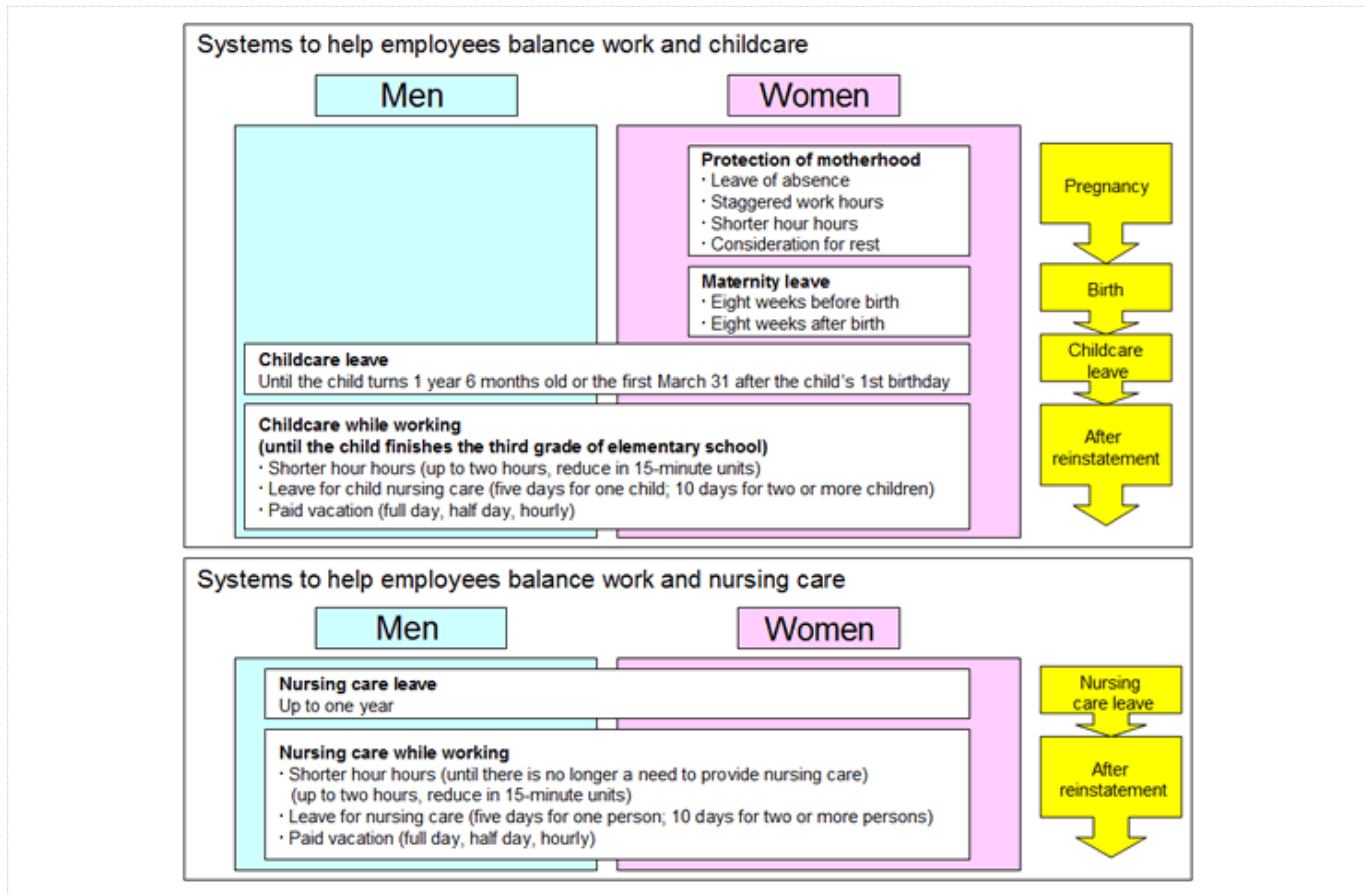 Systems to help employees balance work and childcare
Men
Women
Protection of motherhood
・Leave of absence
・Staggered work hours
・Shorter hour hours
・Consideration for rest
Pregnancy
Maternity leave
・Eight weeks before birth
・Eight weeks after birth
Birth
Childcare leave
Until the child turns 1 year 6 months old or the first March 31 after the child's 1st birthday
Childcare
leave
Childcare while working
(until the child finishes the third grade of elementary school)
・Shorter hour hours (up to two hours, reduce in 15-minute units)
・Leave for child nursing care (five days for one child; 10 days for two or more children)
・Paid vacation (full day, half day, hourly)
After
reinstatement
Systems to help employees balance work and nursing care
Men
Women
Nursing care leave
Up to one year
Nursing
care leave
Nursing care while working
・Shorter hour hours (until there is no longer a need to provide nursing care)
(up to two hours, reduce in 15-minute units)
・Leave for nursing care (five days for one person; 10 days for two or more persons)
・Paid vacation (full day, half day, hourly)
After
reinstatement